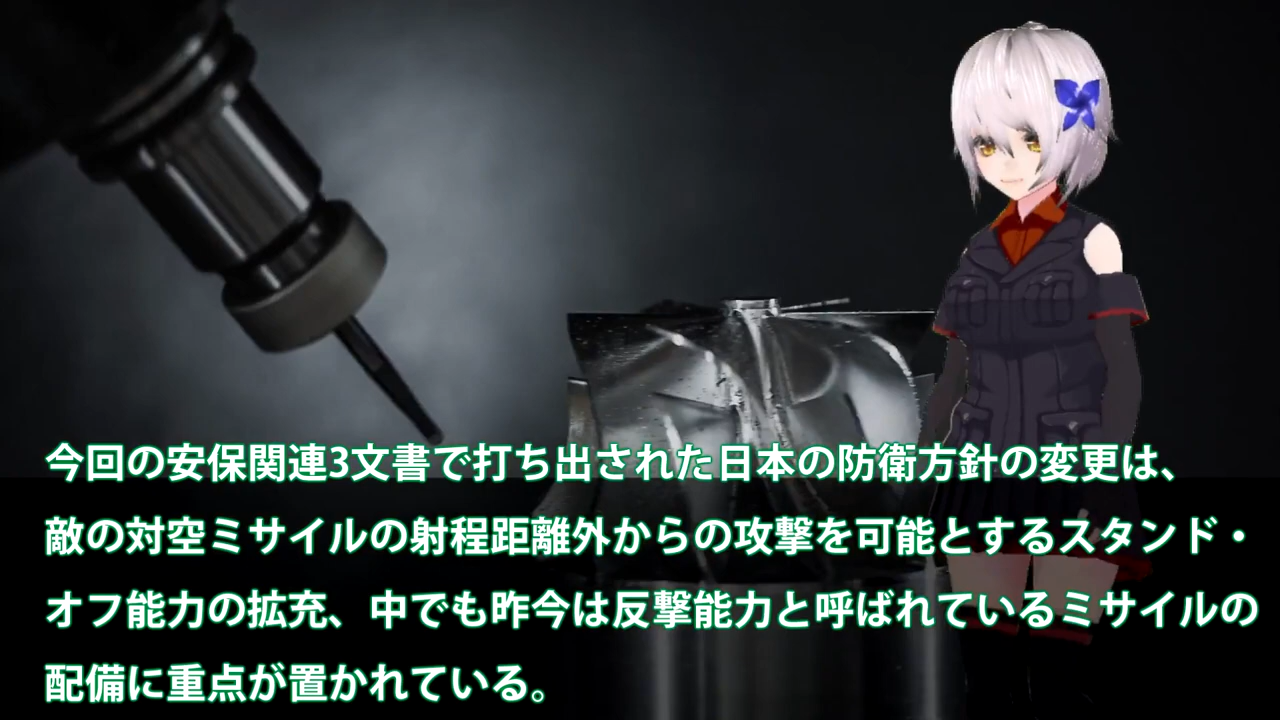 今回の安保関連3文書で打ち出された日本の防衛方針の変更は、
敵の対空ミサイルの射程距離外からの攻撃を可能とするスタンド・
オフ能力の拡充、中でも昨今は反撃能力と呼ばれているミサイルの
配備に重点が置かれている。